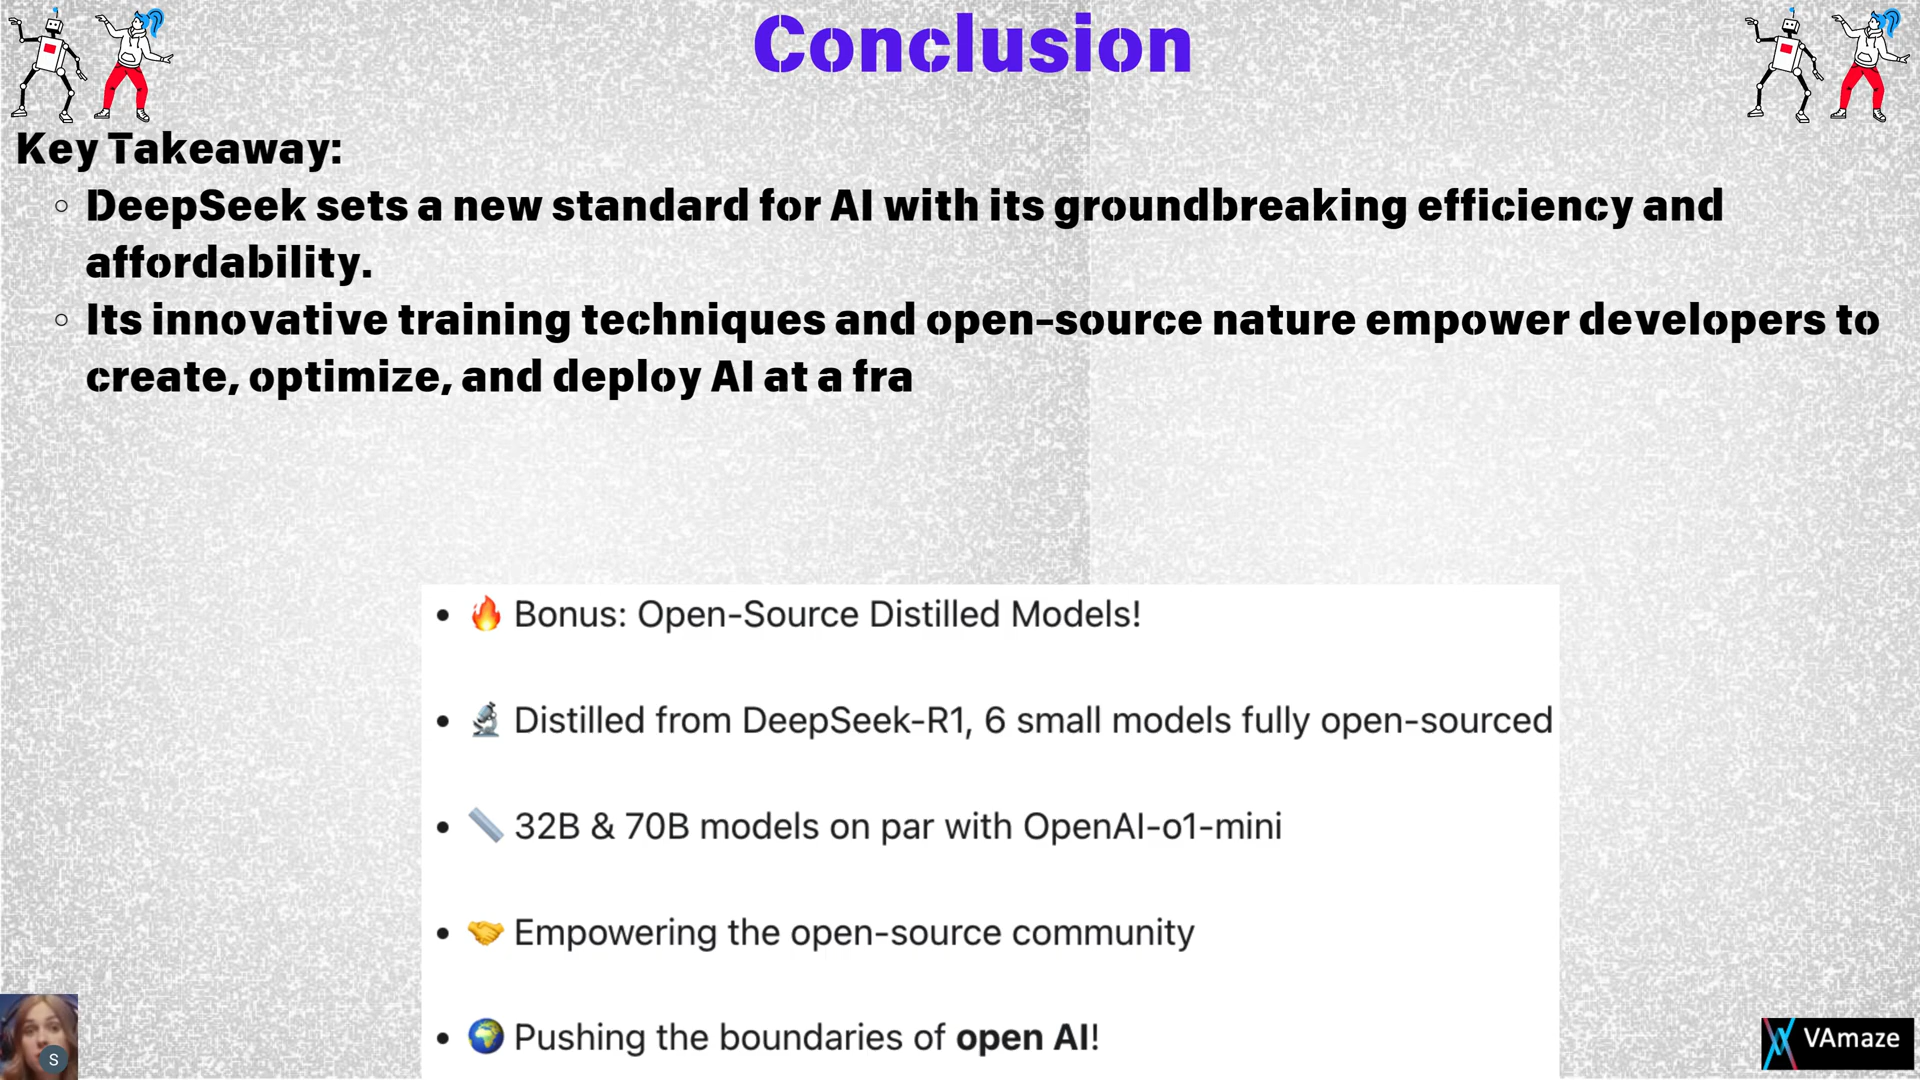 Conclusion
Key Takeaway:
DeepSeek sets a new standard for AI with its groundbreaking efficiency and
affordability.
Its innovative training techniques and open-source nature empower developers to
create, optimize, and deploy AI at a fra
Bonus: Open-Source Distilled Models!
Distilled from DeepSeek-R1, 6 small models fully open-sourced
32B & 70B models on par with OpenAI-o1-mini
Empowering the open-source community
Pushing the boundaries of open AI!
S
VAmaze